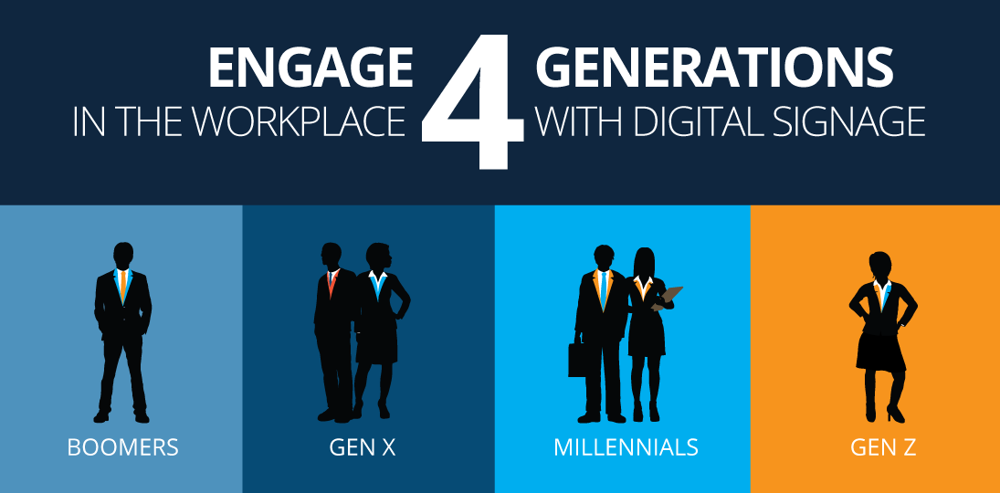 ENGAGE 4 GENERATIONS
IN THE WORKPLACE WITH DIGITAL SIGNAGE
BOOMERS
GEN X
MILLENNIALS
GEN Z